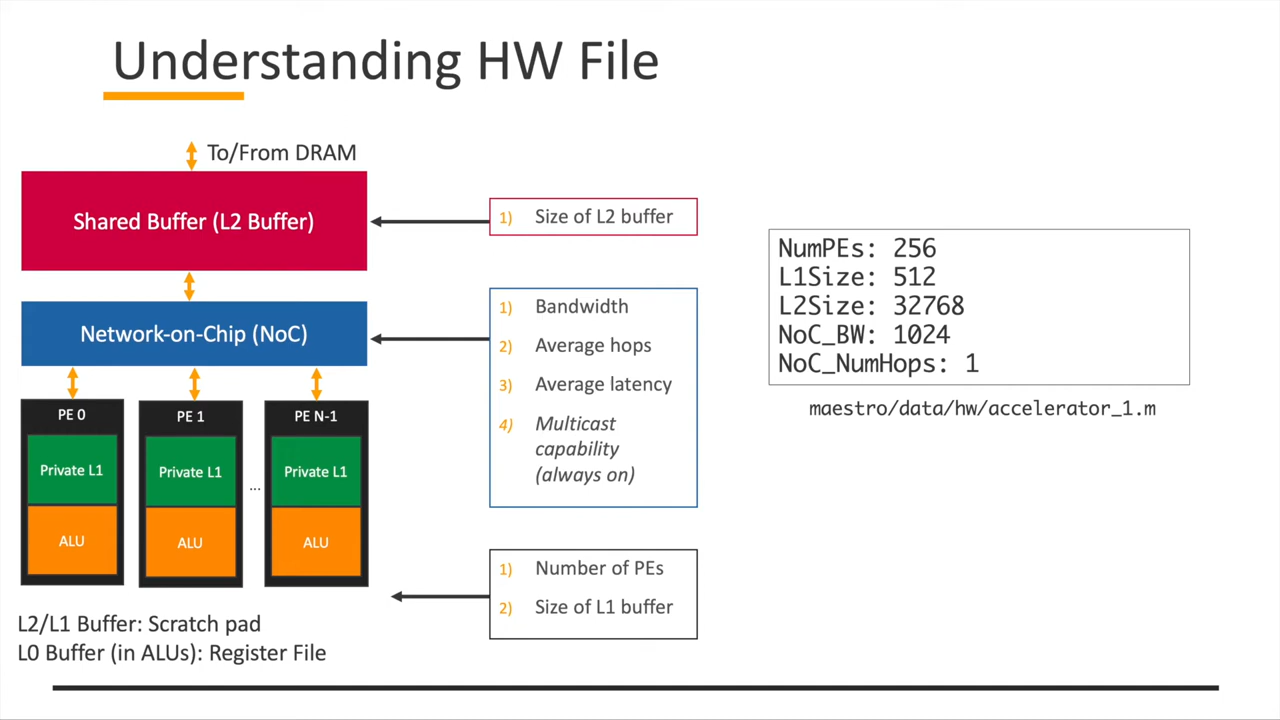 Understanding HW File
To/From DRAM
Shared Buffer (L2 Buffer)
Network-on-Chip (NoC)
PE 0
Private L1
ALU
PE 1
Private L1
ALU
...
PE N-1
Private L1
ALU
L2/L1 Buffer: Scratch pad
L0 Buffer (in ALUs): Register File
1) Size of L2 buffer
1) Bandwidth
2) Average hops
3) Average latency
4) Multicast
capability
(always on)
1) Number of PEs
2) Size of L1 buffer
NumPEs: 256
L1Size: 512
L2Size: 32768
NoC_BW: 1024
NoC_NumHops: 1
maestro/data/hw/accelerator_1.m